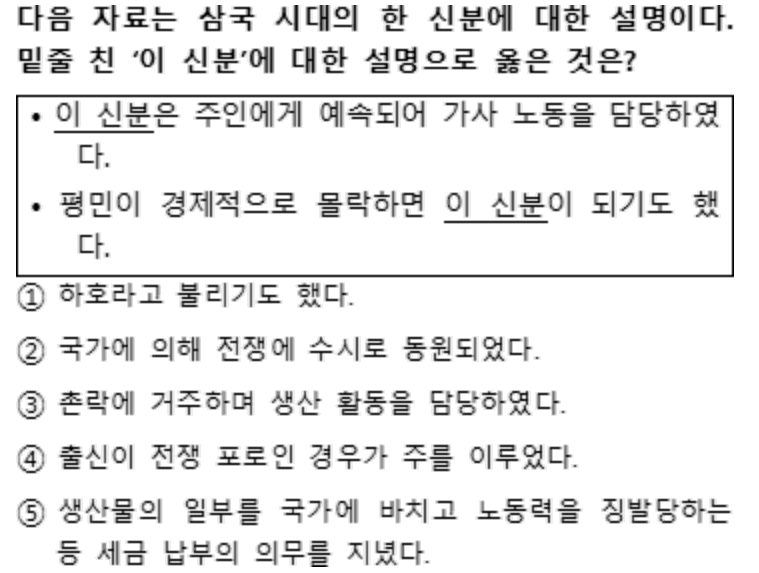 다음 자료는 삼국 시대의 한 신분에 대한 설명이다.
밑줄 친 ‘이 신분’에 대한 설명으로 옳은 것은?
• 이 신분은 주인에게 예속되어 가사 노동을 담당하였
다.
• 평민이 경제적으로 몰락하면 이 신분이 되기도 했
다.
① 하호라고 불리기도 했다.
② 국가에 의해 전쟁에 수시로 동원되었다.
③ 촌락에 거주하며 생산 활동을 담당하였다.
④ 출신이 전쟁 포로인 경우가 주를 이루었다.
⑤ 생산물의 일부를 국가에 바치고 노동력을 징발당하는
등 세금 납부의 의무를 지녔다.